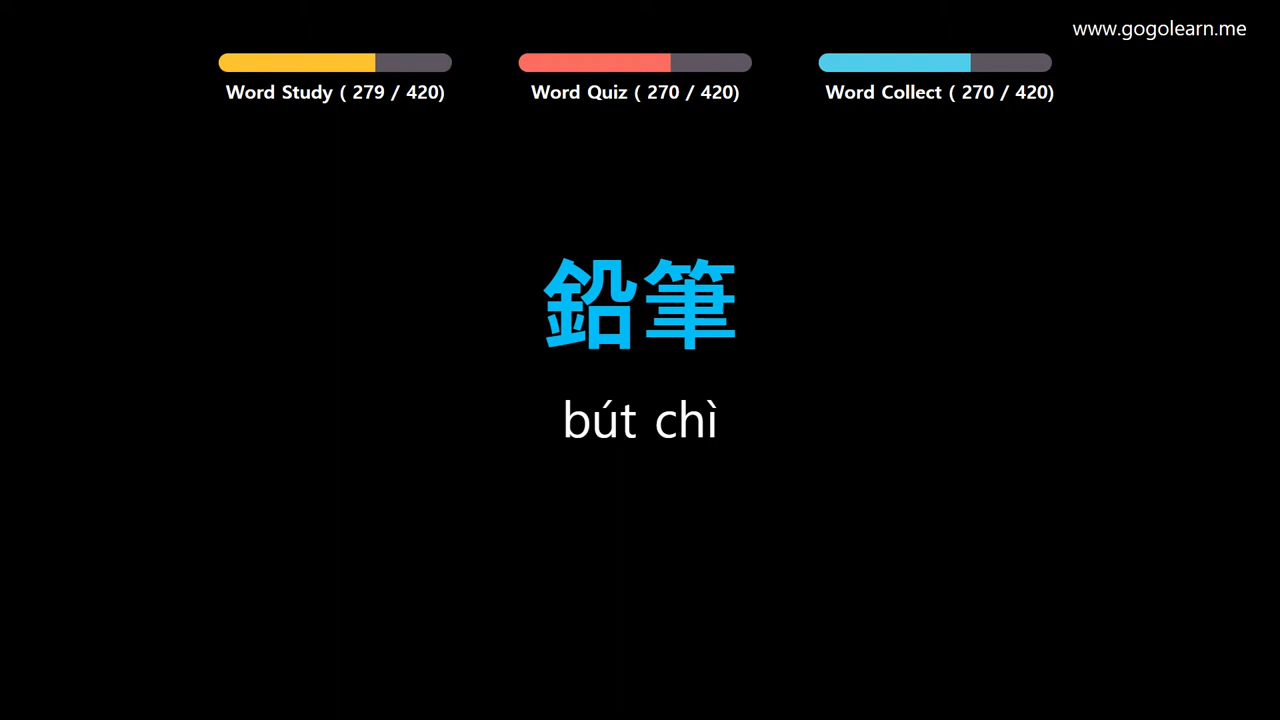 www.gogolearn.me
Word Study ( 279 / 420)
Word Quiz ( 270 / 420)
Word Collect ( 270 / 420)
鉛筆
bút chì